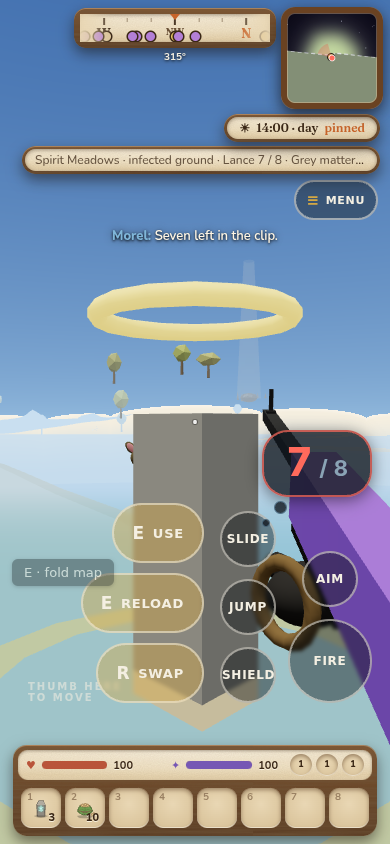 W NW N
315°
14:00 · day pinned
Spirit Meadows · infected ground · Lance 7 / 8 · Grey matter...
≡ MENU
Morel: Seven left in the clip.
7 / 8
E USE
SLIDE
E · fold map
AIM
E RELOAD
JUMP
FIRE
R SWAP
SHIELD
THUMB HERE
TO MOVE
100
100
1 1 1
1 2 3 4 5 6 7 8
3 10